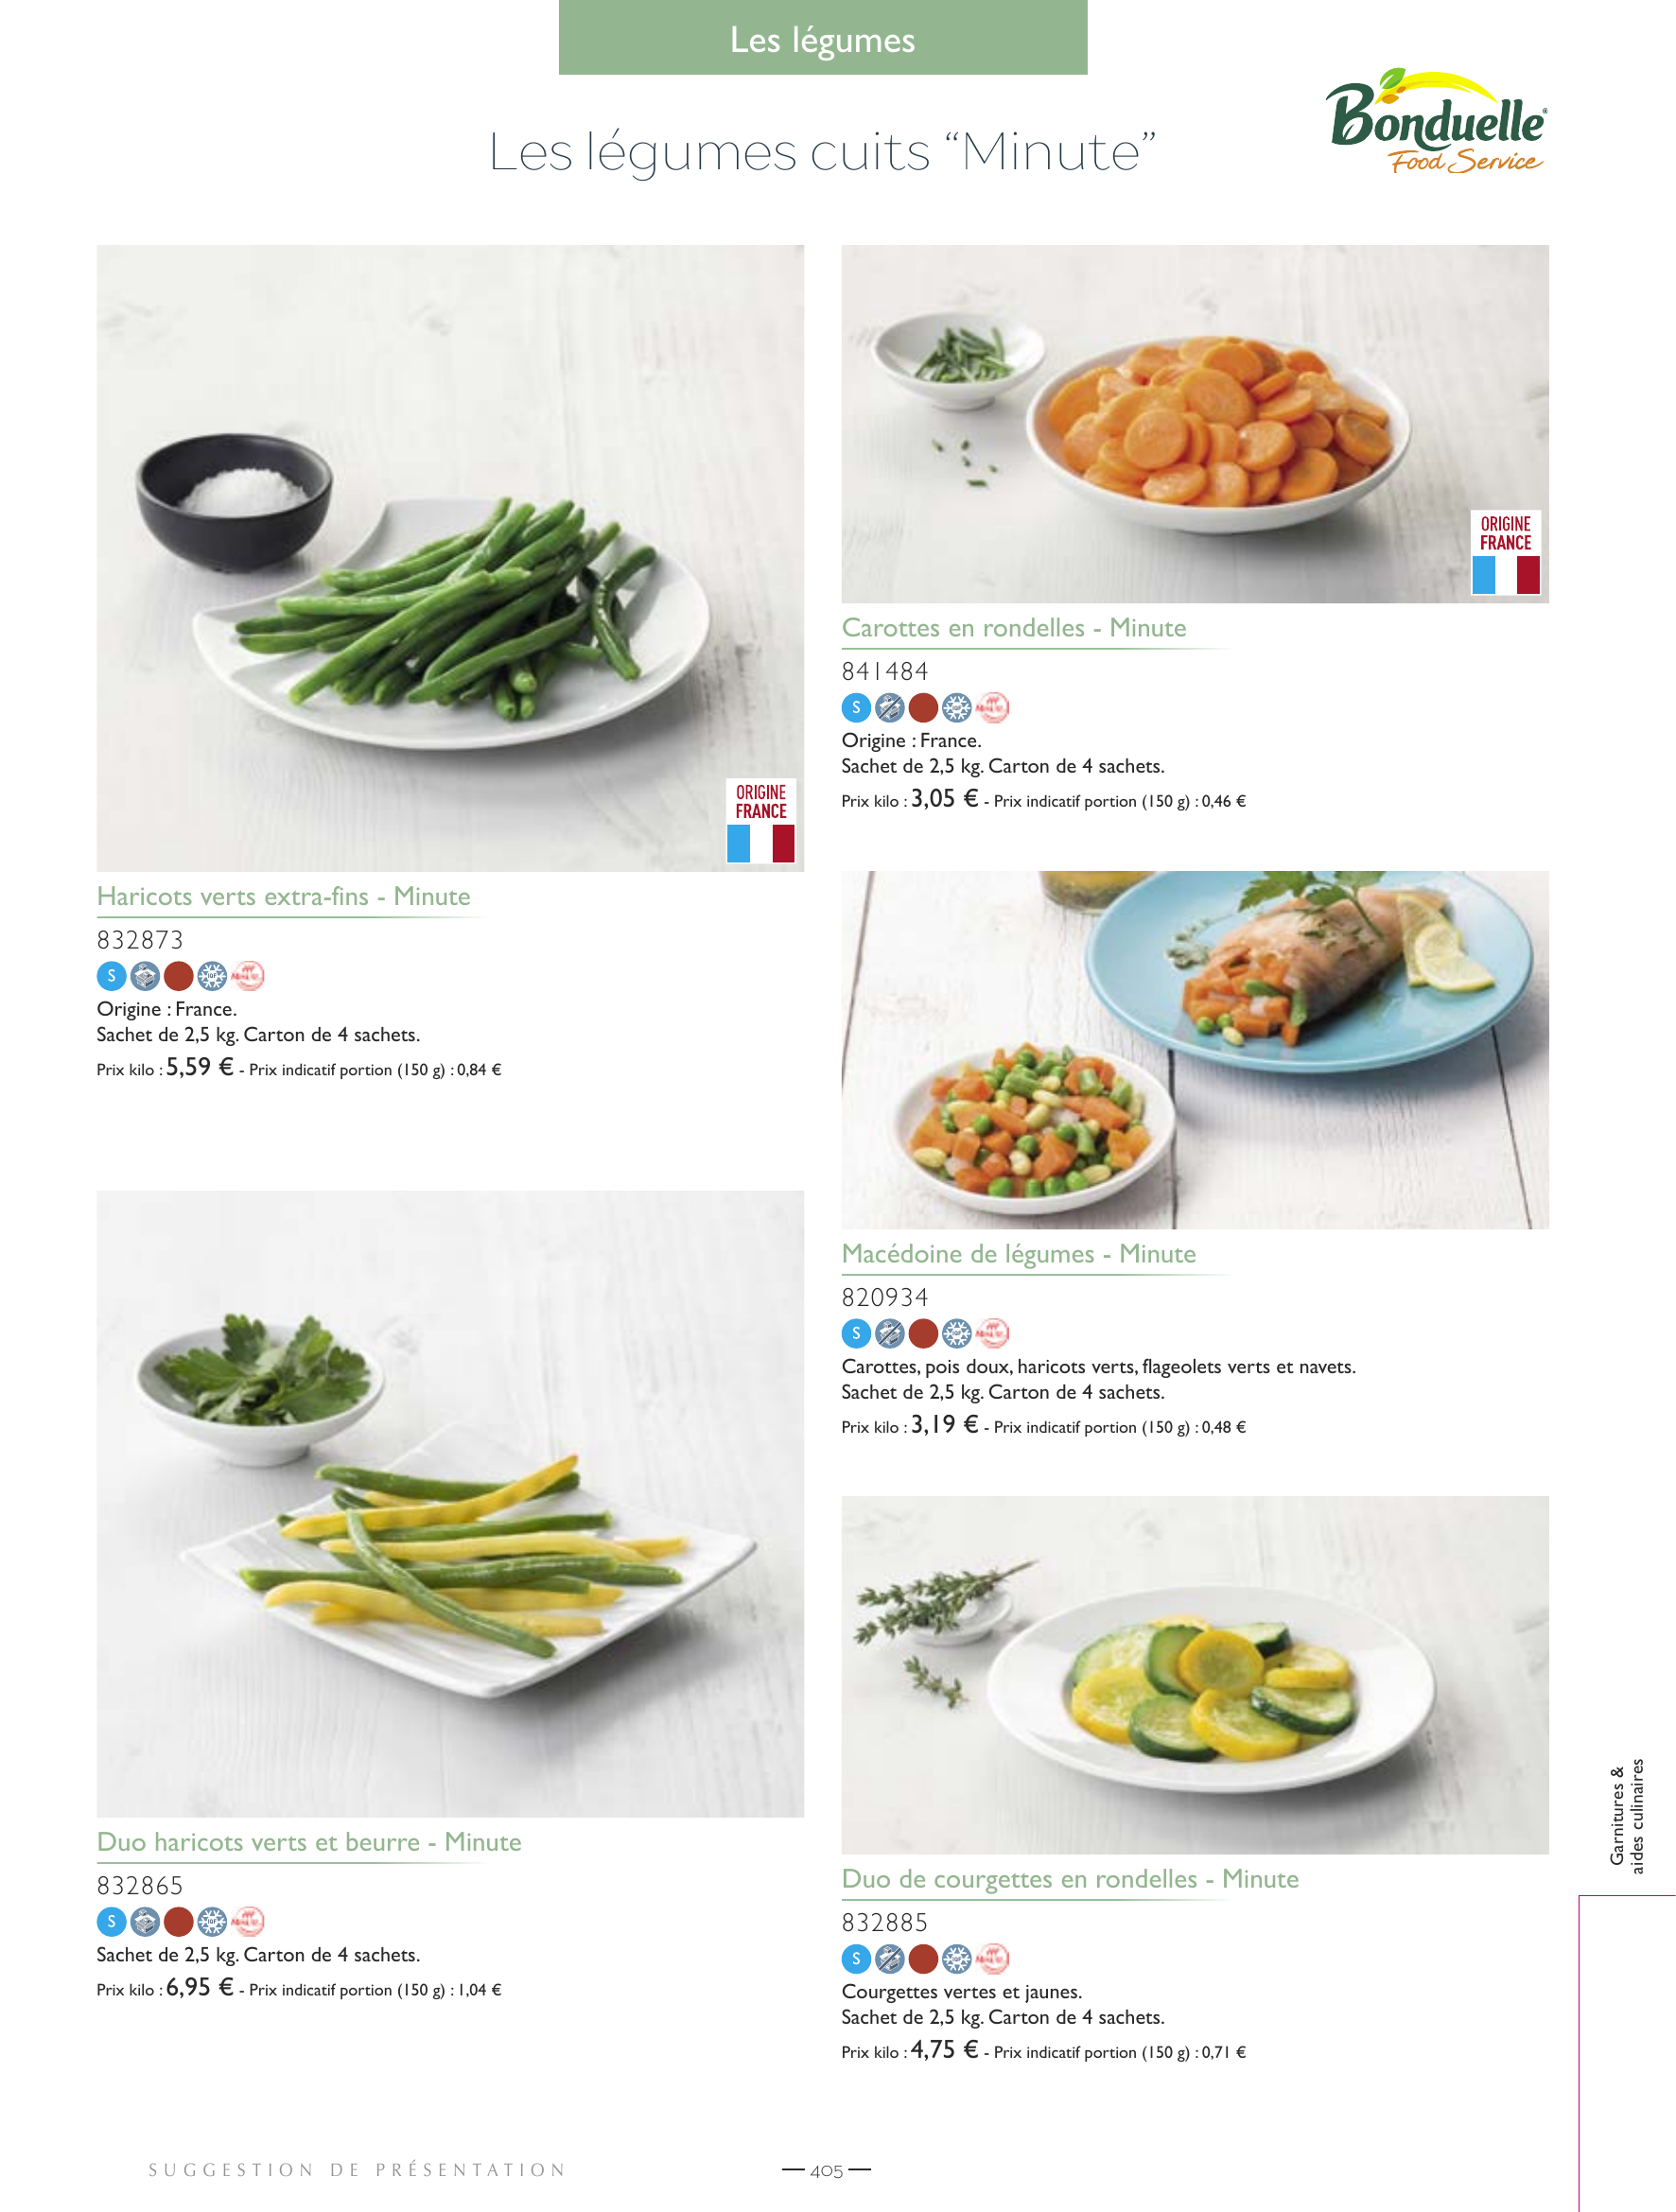 Les légumes
Bonduelle
Food Service
Les légumes cuits “Minute”
ORIGINE
FRANCE
Haricots verts extra-fins - Minute
832873
S
Origine : France.
Sachet de 2,5 kg. Carton de 4 sachets.
Prix kilo : 5,59 € - Prix indicatif portion (150 g) : 0,84 €
Duo haricots verts et beurre - Minute
832865
S
Sachet de 2,5 kg. Carton de 4 sachets.
Prix kilo : 6,95 € - Prix indicatif portion (150 g) : 1,04 €
ORIGINE
FRANCE
Carottes en rondelles - Minute
841484
S
Origine : France.
Sachet de 2,5 kg. Carton de 4 sachets.
Prix kilo : 3,05 € - Prix indicatif portion (150 g) : 0,46 €
Macédoine de légumes - Minute
820934
S
Carottes, pois doux, haricots verts, flageolets verts et navets.
Sachet de 2,5 kg. Carton de 4 sachets.
Prix kilo : 3,19 € - Prix indicatif portion (150 g) : 0,48 €
Duo de courgettes en rondelles - Minute
832885
S
Courgettes vertes et jaunes.
Sachet de 2,5 kg. Carton de 4 sachets.
Prix kilo : 4,75 € - Prix indicatif portion (150 g) : 0,71 €
Garnitures &
aides culinaires
SUGGESTION DE PRÉSENTATION
— 405 —